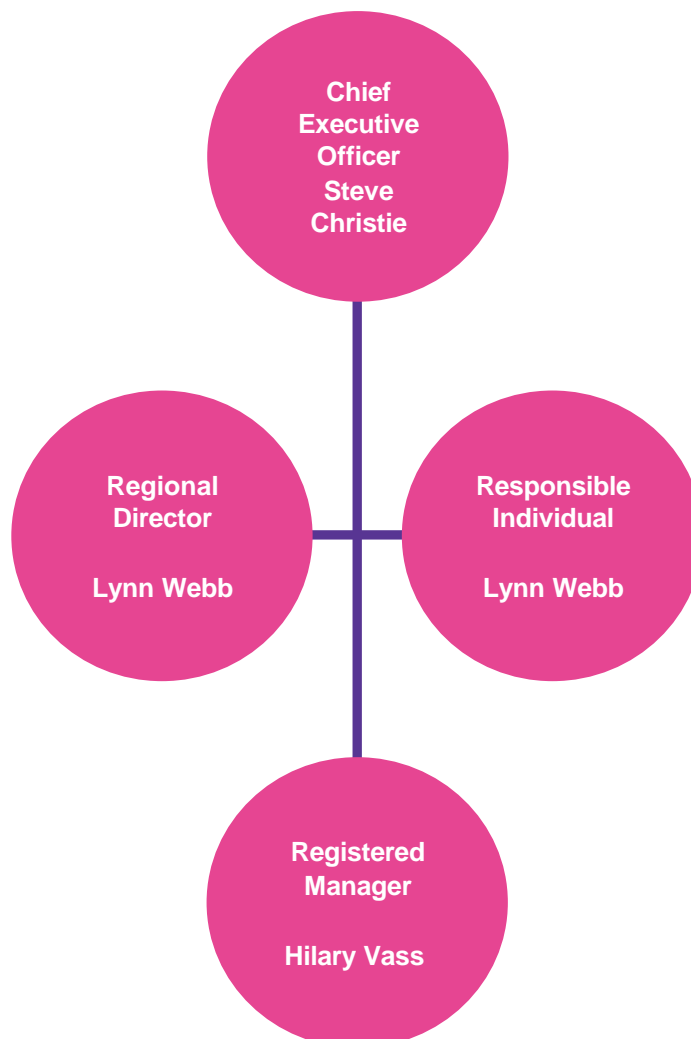 Chief
Executive
Officer
Steve
Christie
Regional
Director
Lynn Webb
Responsible
Individual
Lynn Webb
Registered
Manager
Hilary Vass